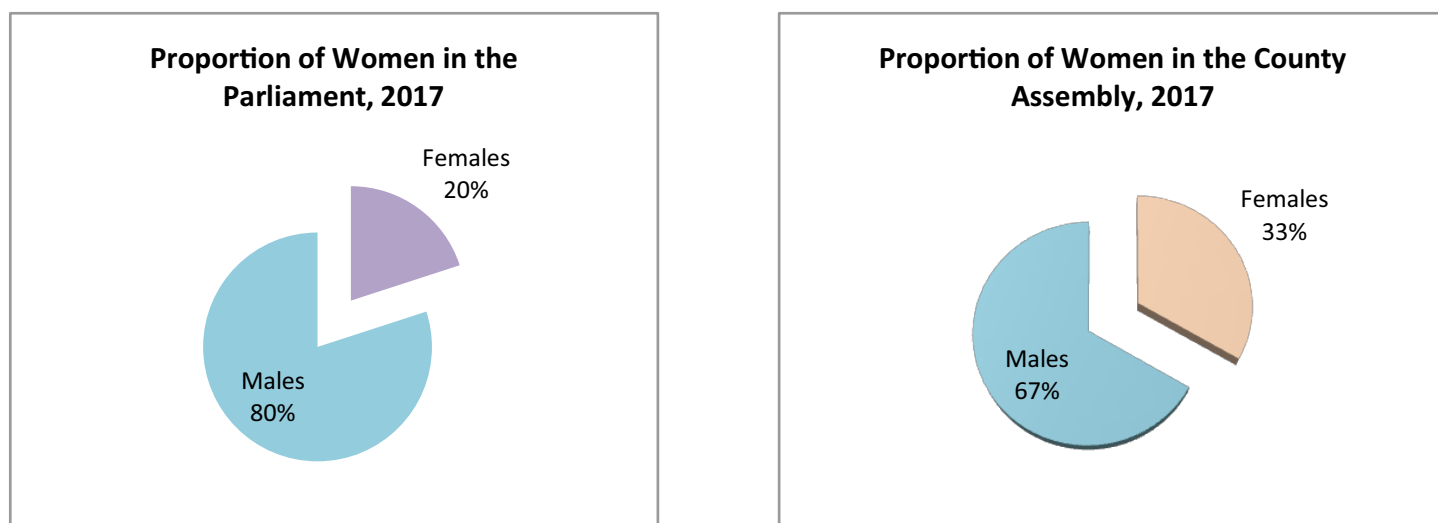 Proportion of Women in the
Parliament, 2017
Females
20%
Males
80%
Proportion of Women in the County
Assembly, 2017
Females
33%
Males
67%